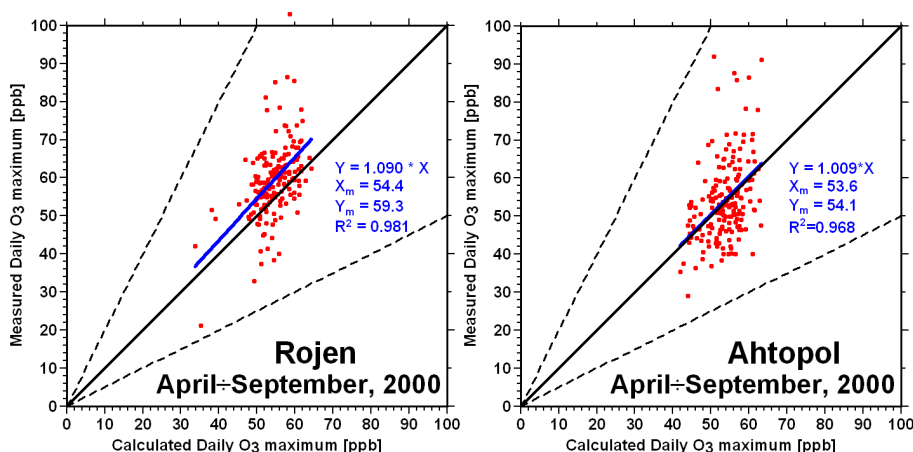 Measured Daily O3 maximum [ppb]
100
90
80
70
60
50
40
30
20
10
0
Y = 1.090 * X
Xm = 54.4
Ym = 59.3
R2 = 0.981
Rojen
April÷September, 2000
0 10 20 30 40 50 60 70 80 90 100
Calculated Daily O3 maximum [ppb]
Measured Daily O3 maximum [ppb]
100
90
80
70
60
50
40
30
20
10
0
Y = 1.009*X
Xm = 53.6
Ym = 54.1
R2=0.968
Ahtopol
April÷September, 2000
0 10 20 30 40 50 60 70 80 90 100
Calculated Daily O3 maximum [ppb]